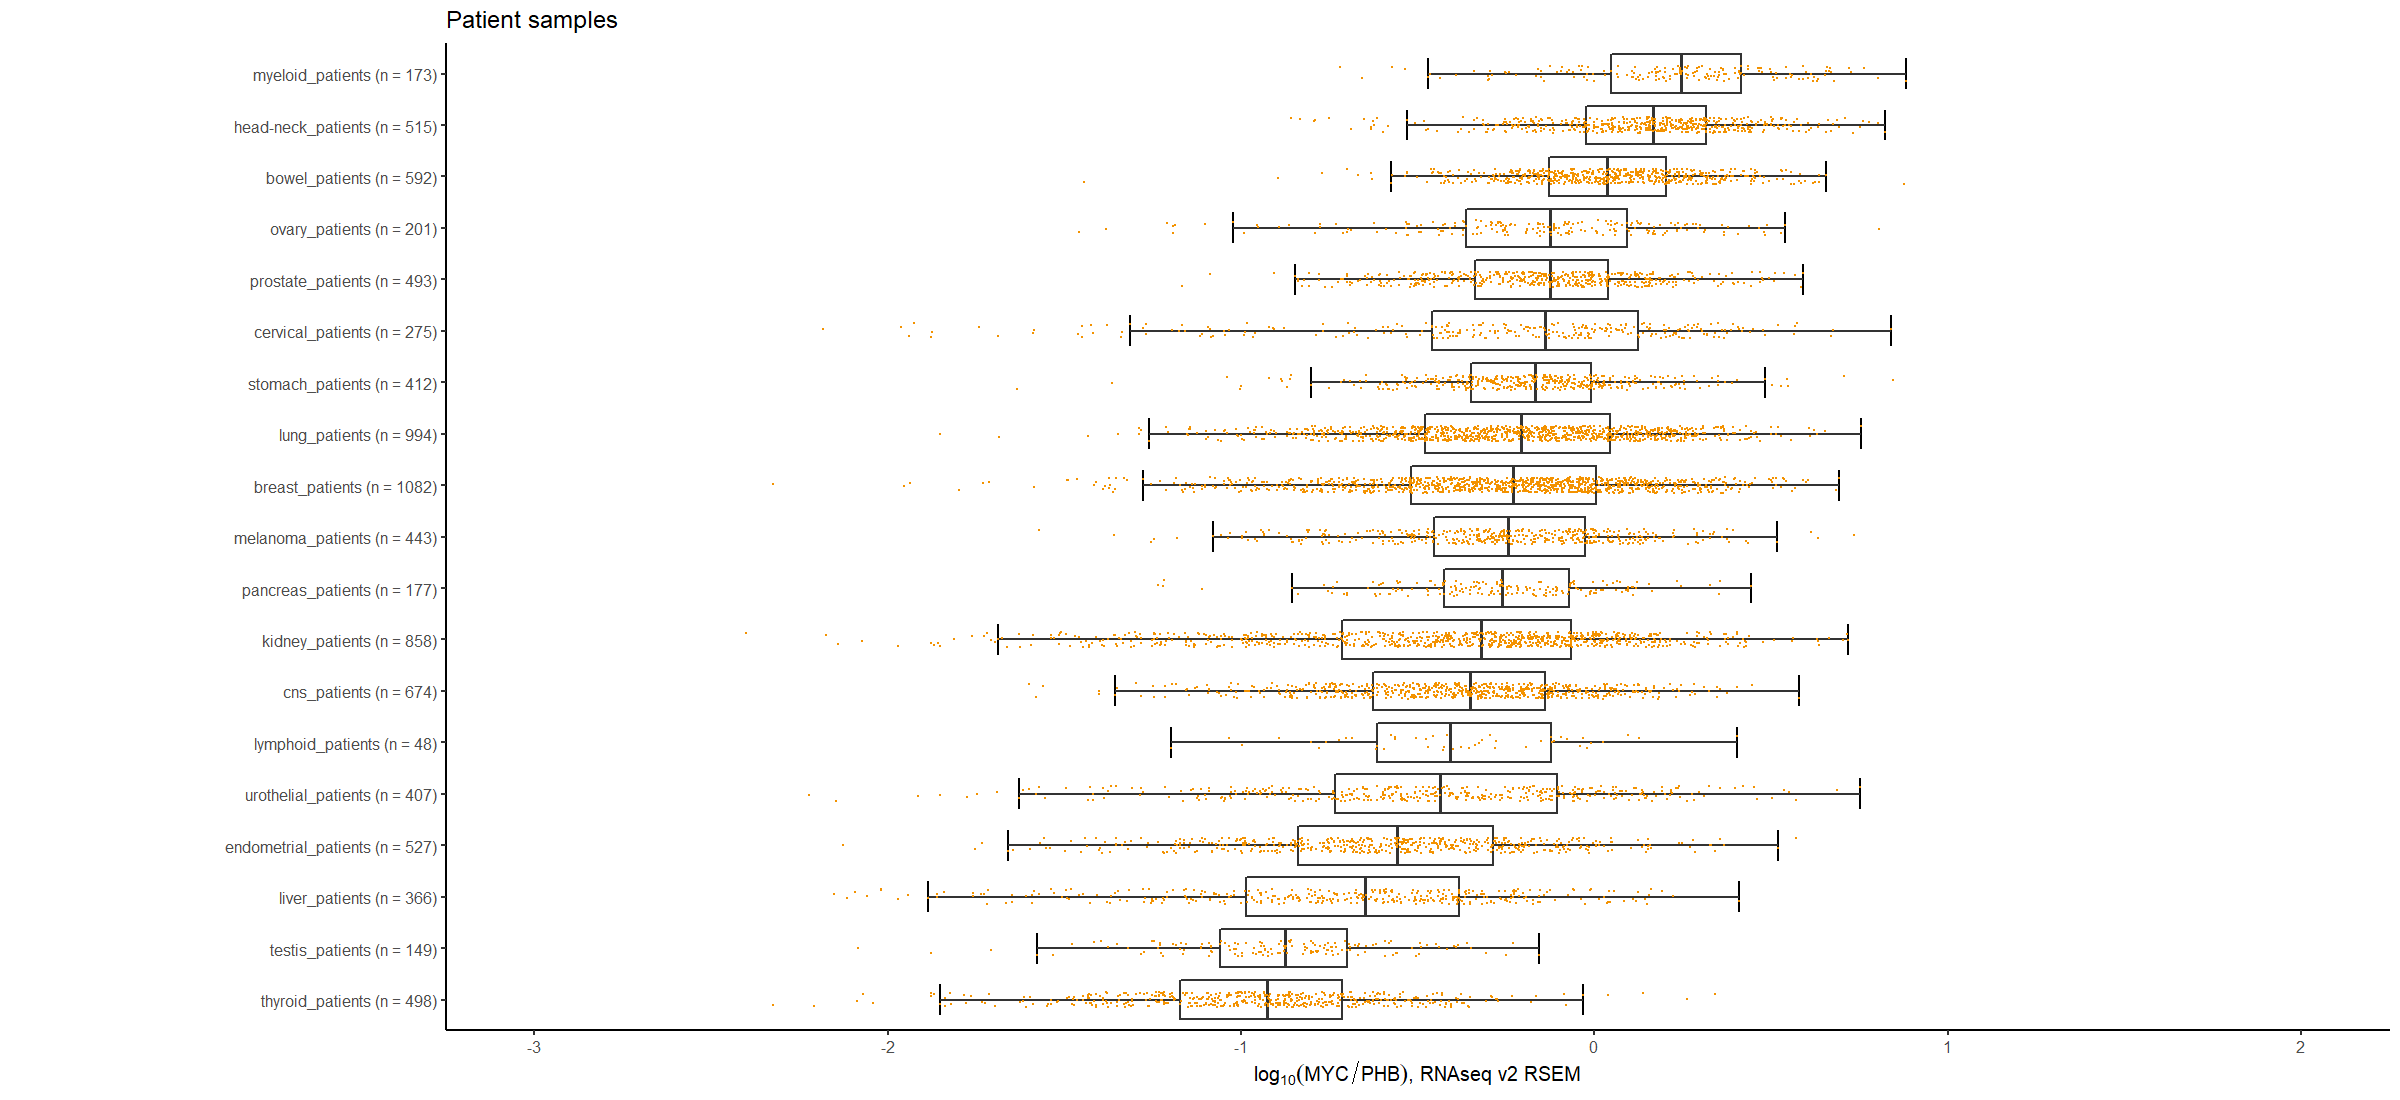 Patient samples
myeloid_patients (n = 173)
head-neck_patients (n = 515)
bowel_patients (n = 592)
ovary_patients (n = 201)
prostate_patients (n = 493)
cervical_patients (n = 275)
stomach_patients (n = 412)
lung_patients (n = 994)
breast_patients (n = 1082)
melanoma_patients (n = 443)
pancreas_patients (n = 177)
kidney_patients (n = 858)
cns_patients (n = 674)
lymphoid_patients (n = 48)
urothelial_patients (n = 407)
endometrial_patients (n = 527)
liver_patients (n = 366)
testis_patients (n = 149)
thyroid_patients (n = 498)
-3 -2 -1 0 1 2
log₁₀(MYC/PHB), RNAseq v2 RSEM